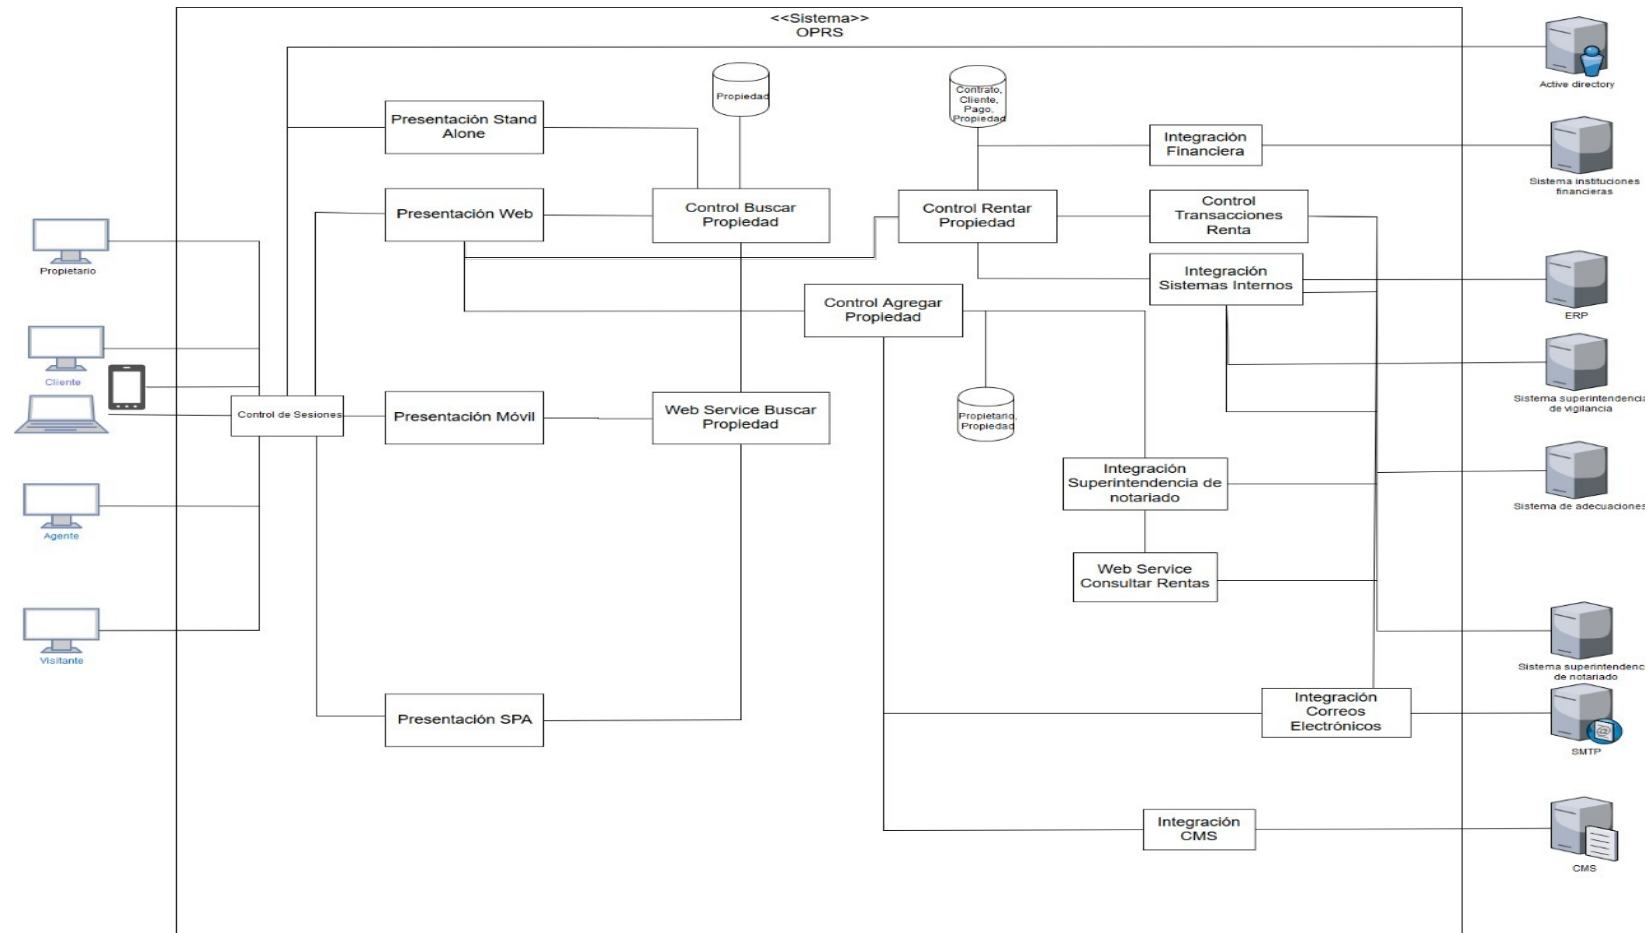 <<Sistema>>
OPRS
Active directory
Propiedad
Contrato,
Cliente,
Pago,
Propiedad
Presentación Stand
Alone
Integración
Financiera
Sistema instituciones
financieras
Presentación Web
Control Buscar
Propiedad
Control Rentar
Propiedad
Control
Transacciones
Renta
Propietario
Integración
Sistemas Internos
ERP
Control Agregar
Propiedad
Cliente
Sistema superintendencia
de vigilancia
Control de Sesiones
Presentación Móvil
Web Service Buscar
Propiedad
Propietario,
Propiedad
Integración
Superintendencia de
notariado
Sistema de adecuaciones
Agente
Web Service
Consultar Rentas
Visitante
Sistema superintendenc
de notariado
Presentación SPA
Integración
Correos
Electrónicos
SMTP
Integración
CMS
CMS